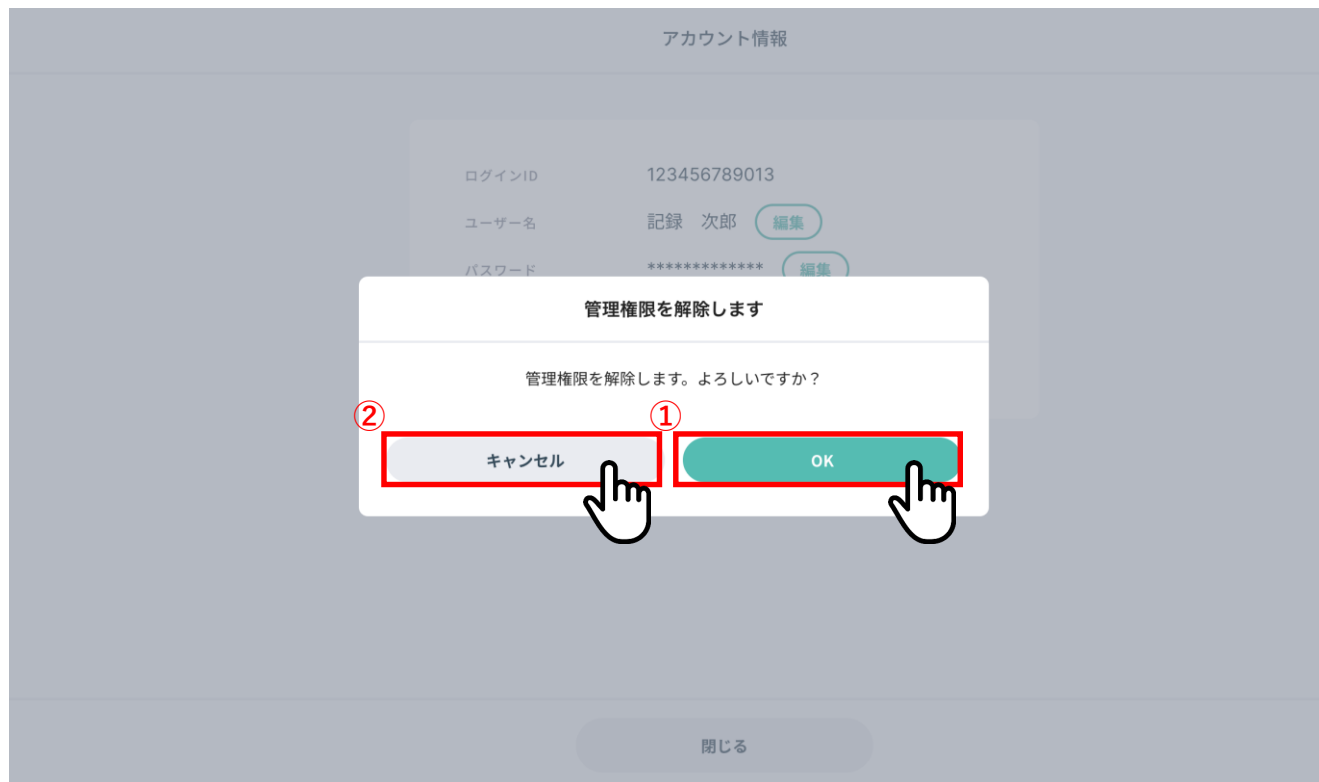 アカウント情報
ログインID 123456789013
ユーザー名 記録 次郎 編集
パスワード ************* 編集
管理権限を解除します
管理権限を解除します。よろしいですか？
② ①
キャンセル OK
閉じる